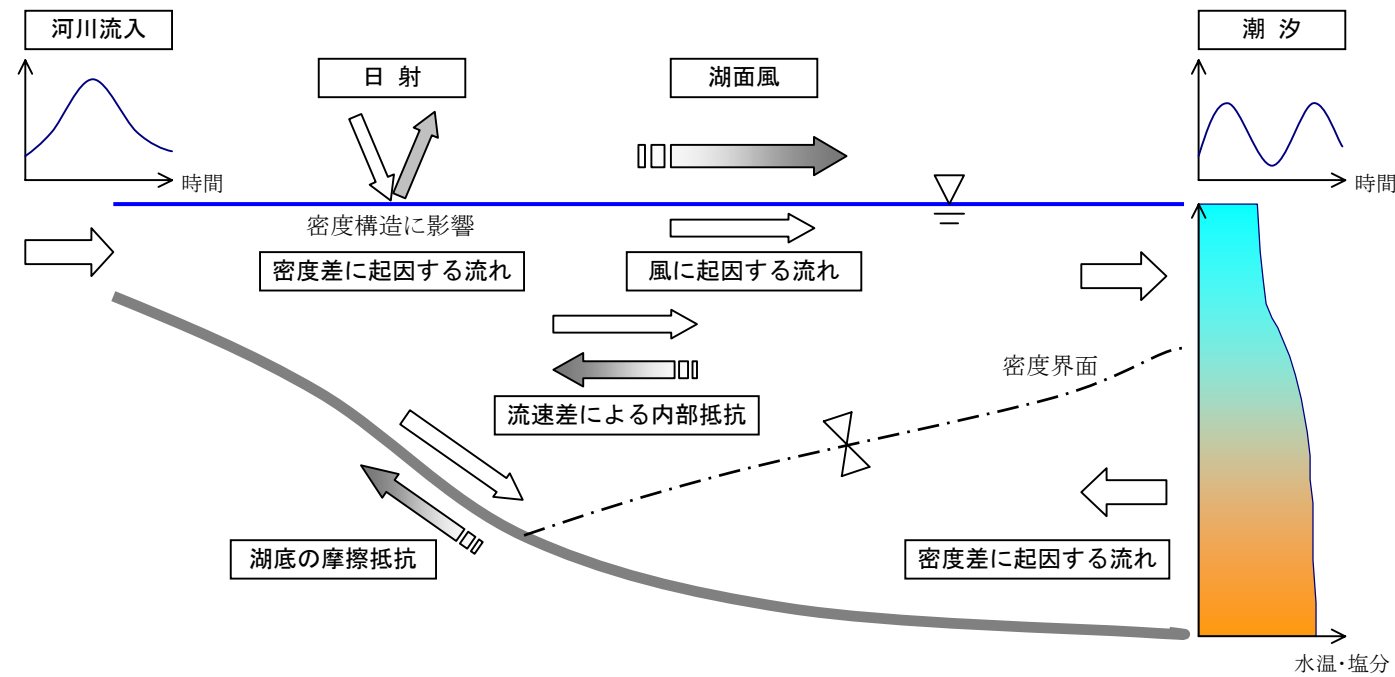 河川流入
潮 汐
日 射
湖面風
時間
時間
密度構造に影響
密度差に起因する流れ
風に起因する流れ
密度界面
流速差による内部抵抗
湖底の摩擦抵抗
密度差に起因する流れ
水温・塩分